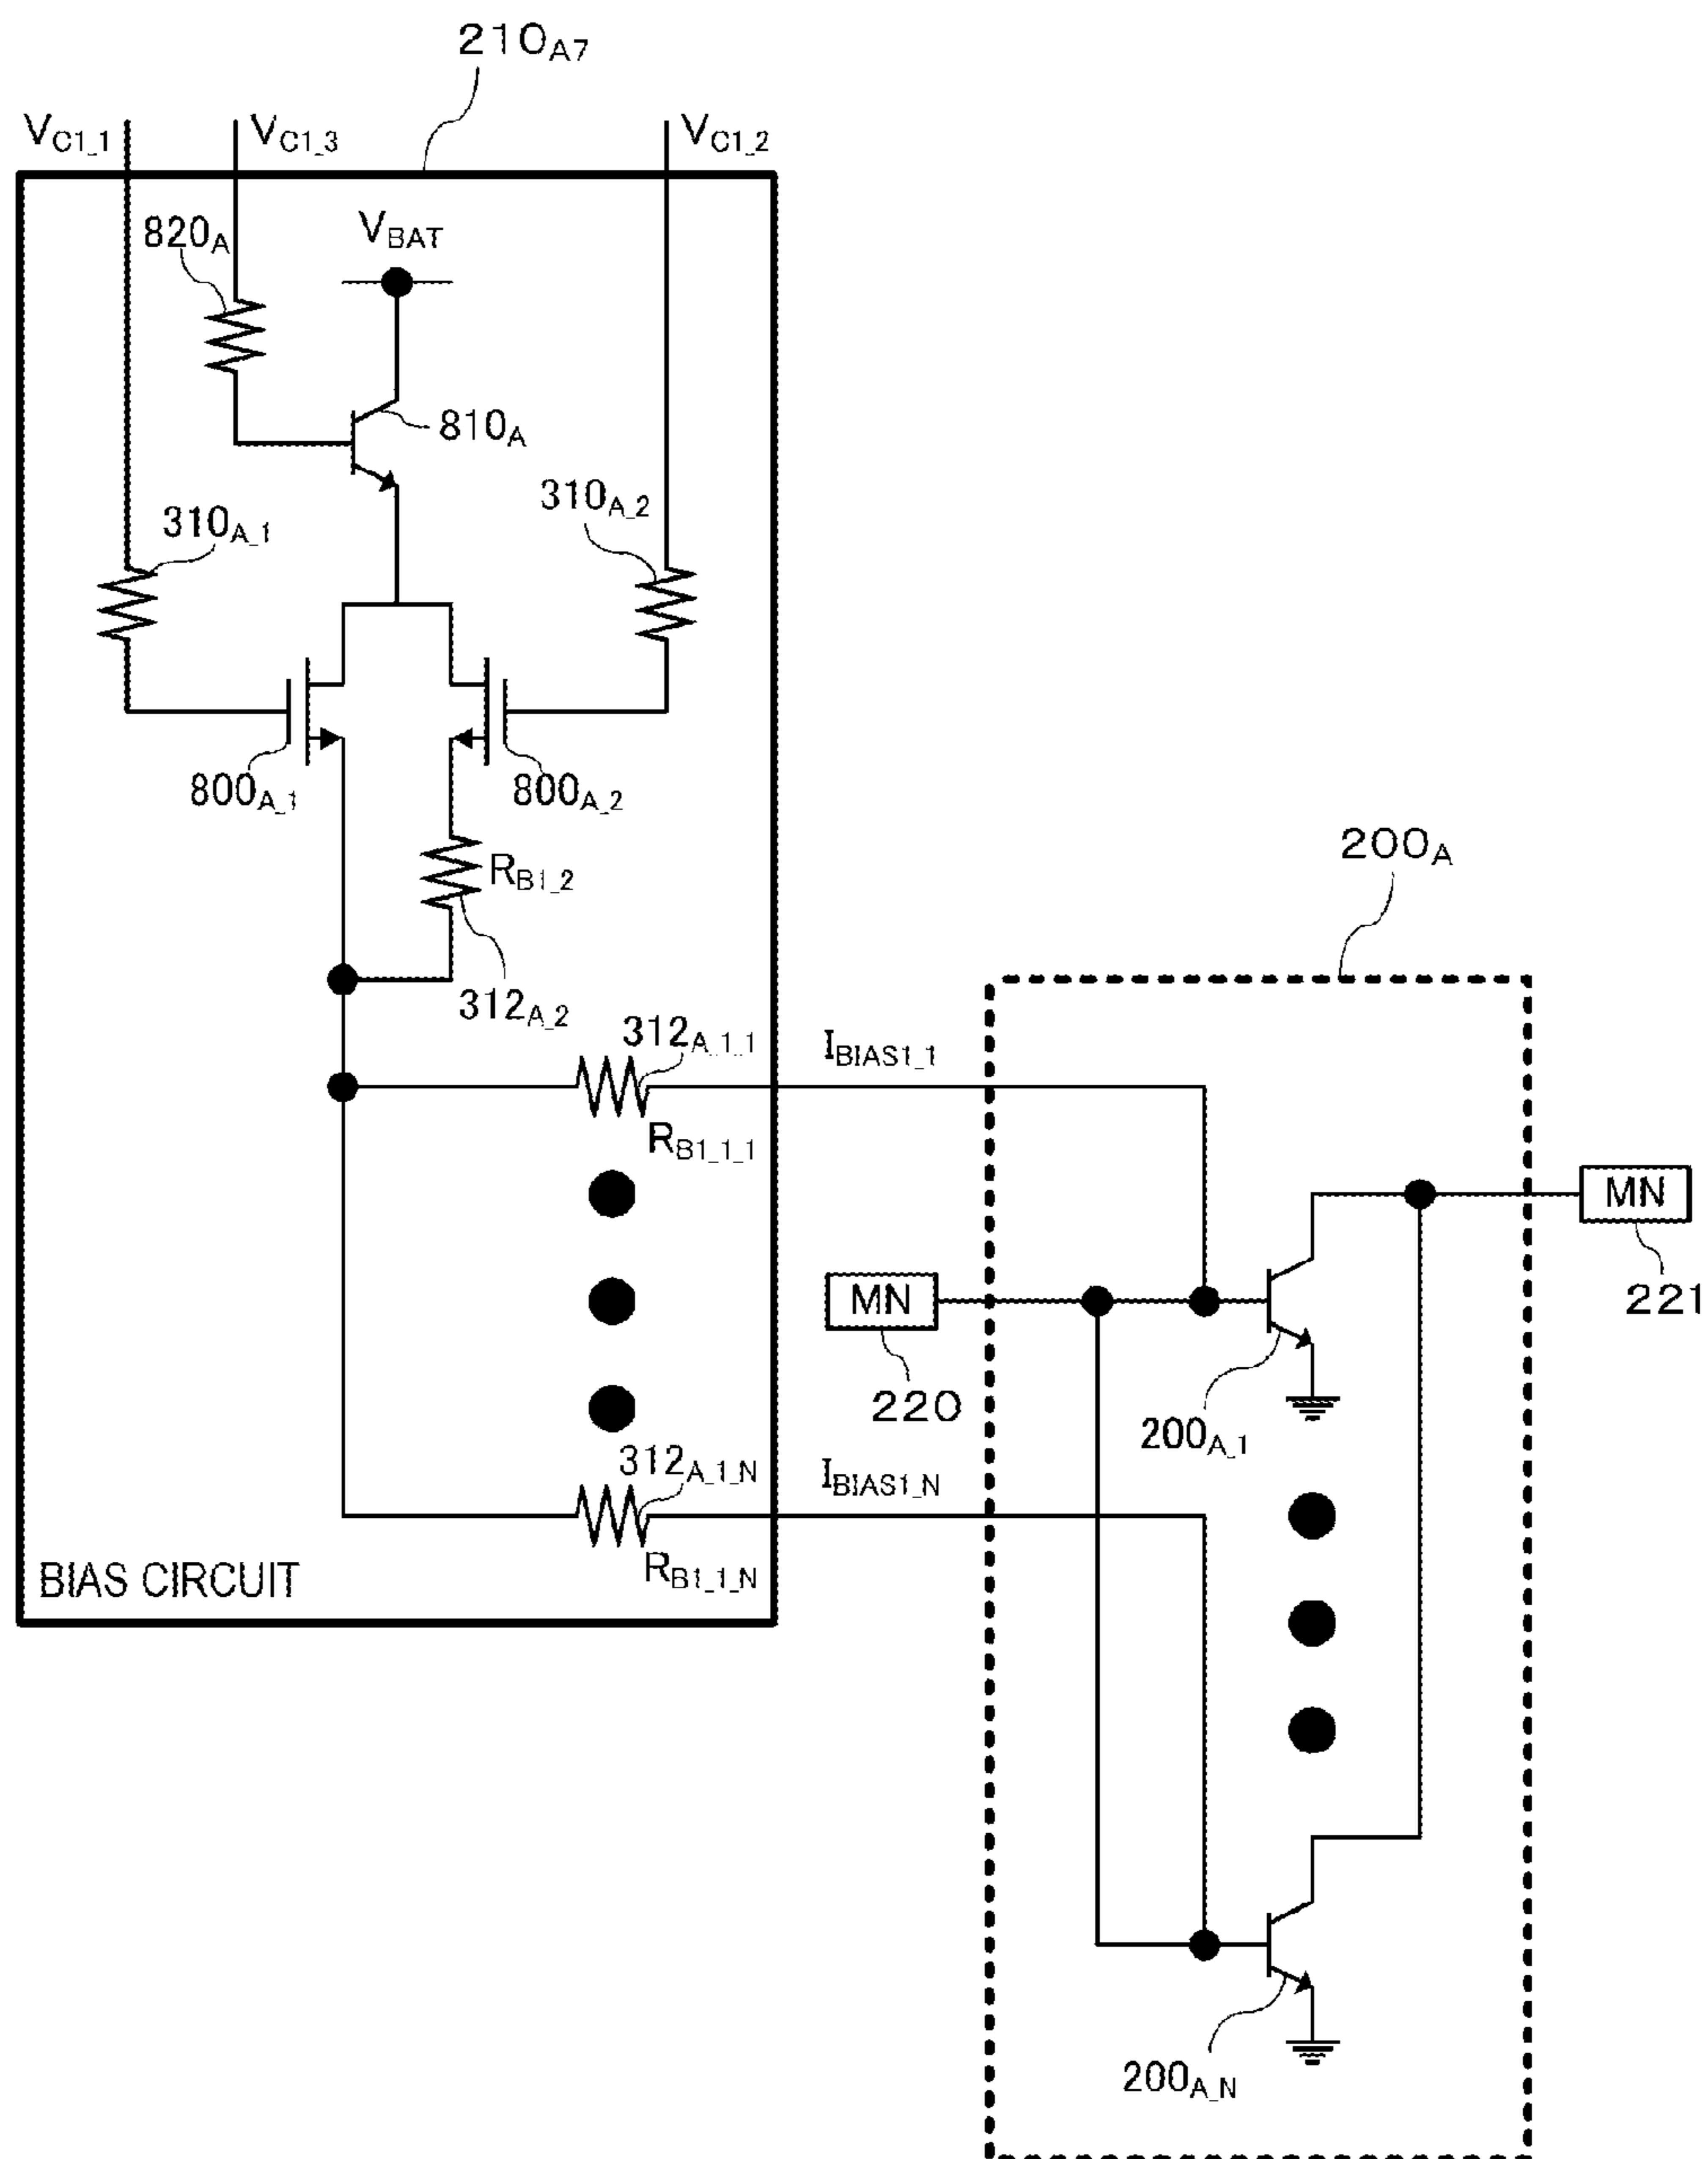 210A7
VC1_1
VC1_3
VC1_2
820A
VBAT
810A
310A_1
310A_2
800A_1
800A_2
RB1_2
312A_2
200A
312A_1_1
IBIAS1_1
RB1_1_1
MN
221
MN
220
200A_1
312A_1_N
IBIAS1_N
RB1_1_N
BIAS CIRCUIT
200A_N